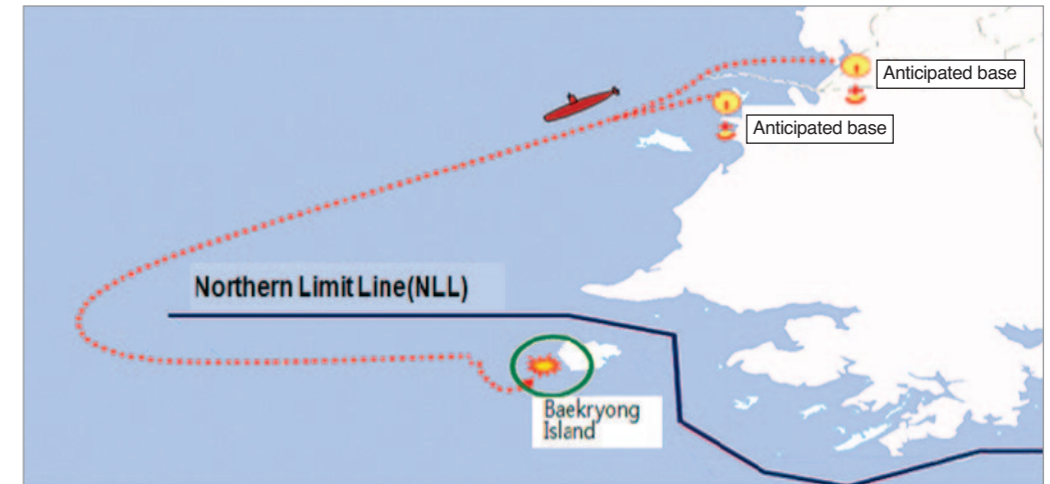 Anticipated base
Anticipated base
Northern Limit Line(NLL)
Baekryong
Island